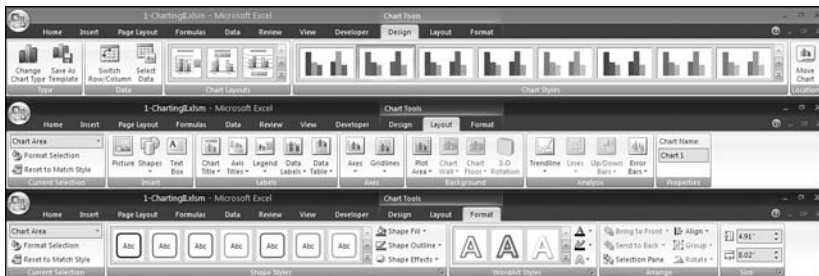 1-ChartingII.xlsm - Microsoft Excel Chart Tools
Home Insert Page Layout Formulas Data Review View Developer Design Layout Format
Change Chart Type Save As Template Switch Row/Column Select Data Move Chart
Type Data Chart Layouts Chart Styles Location
1-ChartingII.xlsm - Microsoft Excel Chart Tools
Home Insert Page Layout Formulas Data Review View Developer Design Layout Format
Chart Area
Format Selection
Reset to Match Style
Picture Shapes Text Box Chart Title Axis Titles Legend Data Labels Data Table Axes Gridlines Plot Area Chart Wall Chart Floor 3-D Rotation Trendline Lines Up/Down Bars Error Bars
Chart Name:
Chart 1
Current Selection Insert Labels Axes Background Analysis Properties
1-ChartingII.xlsm - Microsoft Excel Chart Tools
Home Insert Page Layout Formulas Data Review View Developer Design Layout Format
Chart Area
Format Selection
Reset to Match Style
Abc Abc Abc Abc Abc Abc Abc
Shape Fill
Shape Outline
Shape Effects
A A A A A A
Bring to Front Align
Send to Back Group
Selection Pane Rotate
4.91"
8.02"
Current Selection Shape Styles WordArt Styles Arrange Size